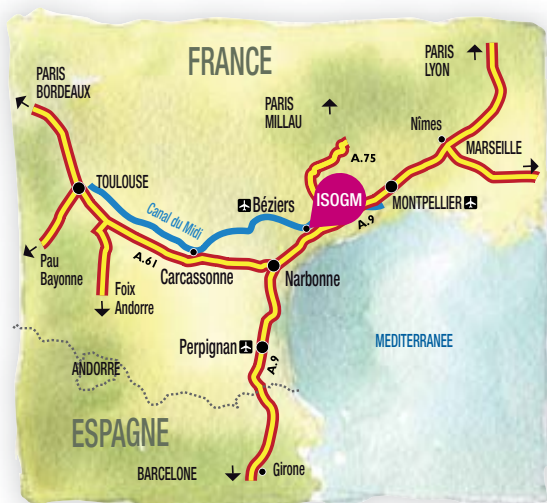 FRANCE
PARIS
LYON
PARIS
BORDEAUX
PARIS
MILLAU
Nîmes
MARSEILLE
A.75
TOULOUSE
ISOGM
MONTPELLIER
Béziers
A.9
Canal du Midi
Pau
Bayonne
A.61
Carcassonne
Narbonne
Foix
Andorre
Perpignan
A.9
MEDITERRANEE
ANDORRE
ESPAGNE
BARCELONE
Girone